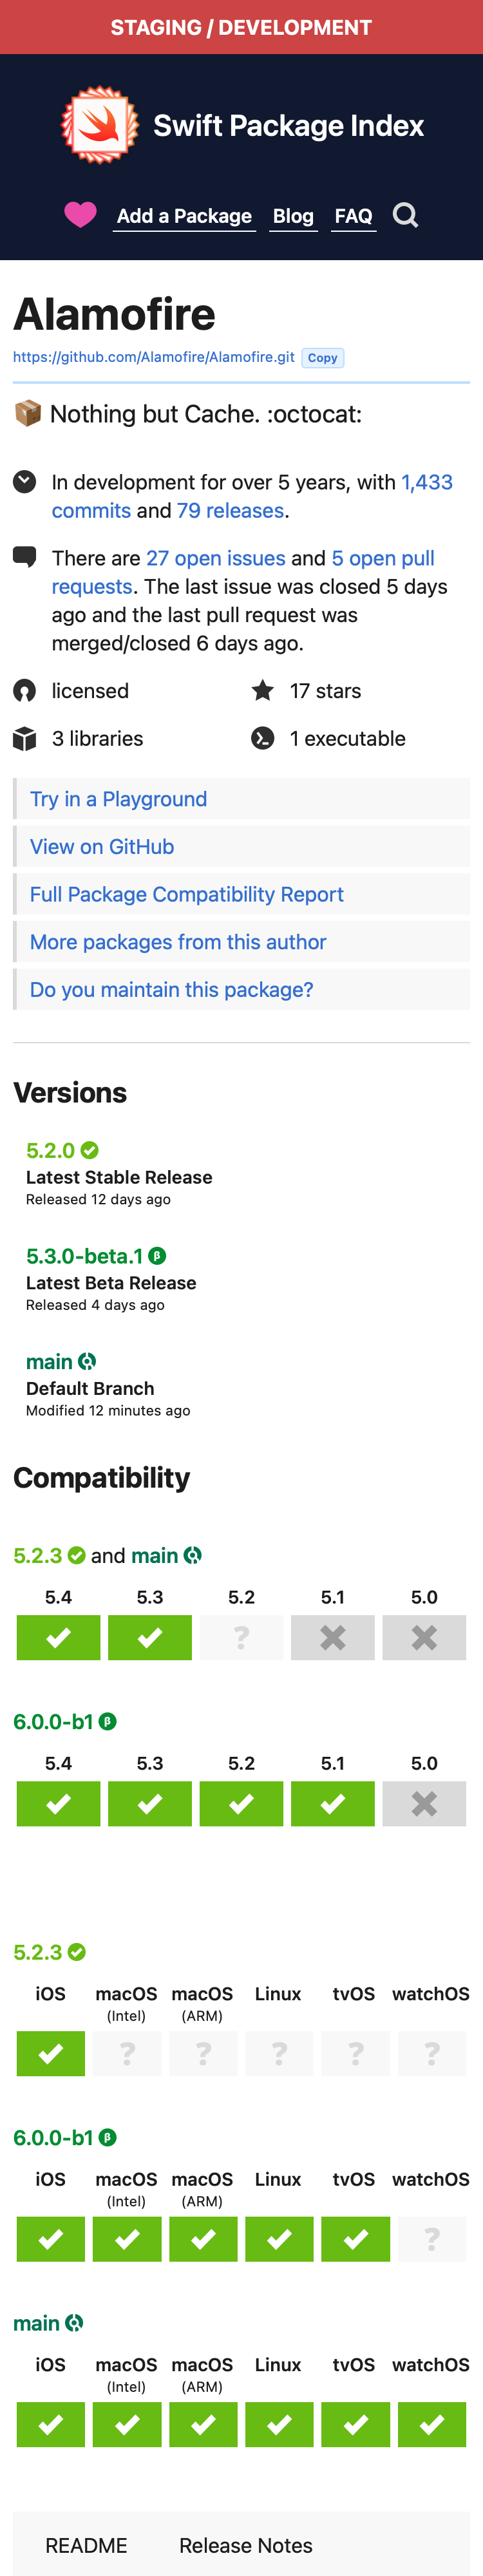 STAGING / DEVELOPMENT
Swift Package Index
Add a Package Blog FAQ
Alamofire
https://github.com/Alamofire/Alamofire.git Copy
📦 Nothing but Cache. :octocat:
In development for over 5 years, with 1,433
commits and 79 releases.
There are 27 open issues and 5 open pull
requests. The last issue was closed 5 days
ago and the last pull request was
merged/closed 6 days ago.
licensed 17 stars
3 libraries 1 executable
Try in a Playground
View on GitHub
Full Package Compatibility Report
More packages from this author
Do you maintain this package?
Versions
5.2.0
Latest Stable Release
Released 12 days ago
5.3.0-beta.1 β
Latest Beta Release
Released 4 days ago
main
Default Branch
Modified 12 minutes ago
Compatibility
5.2.3 and main
5.4 5.3 5.2 5.1 5.0
?
6.0.0-b1 β
5.4 5.3 5.2 5.1 5.0
5.2.3
iOS macOS macOS Linux tvOS watchOS
(Intel) (ARM)
? ? ? ? ?
6.0.0-b1 β
iOS macOS macOS Linux tvOS watchOS
(Intel) (ARM)
?
main
iOS macOS macOS Linux tvOS watchOS
(Intel) (ARM)
README Release Notes